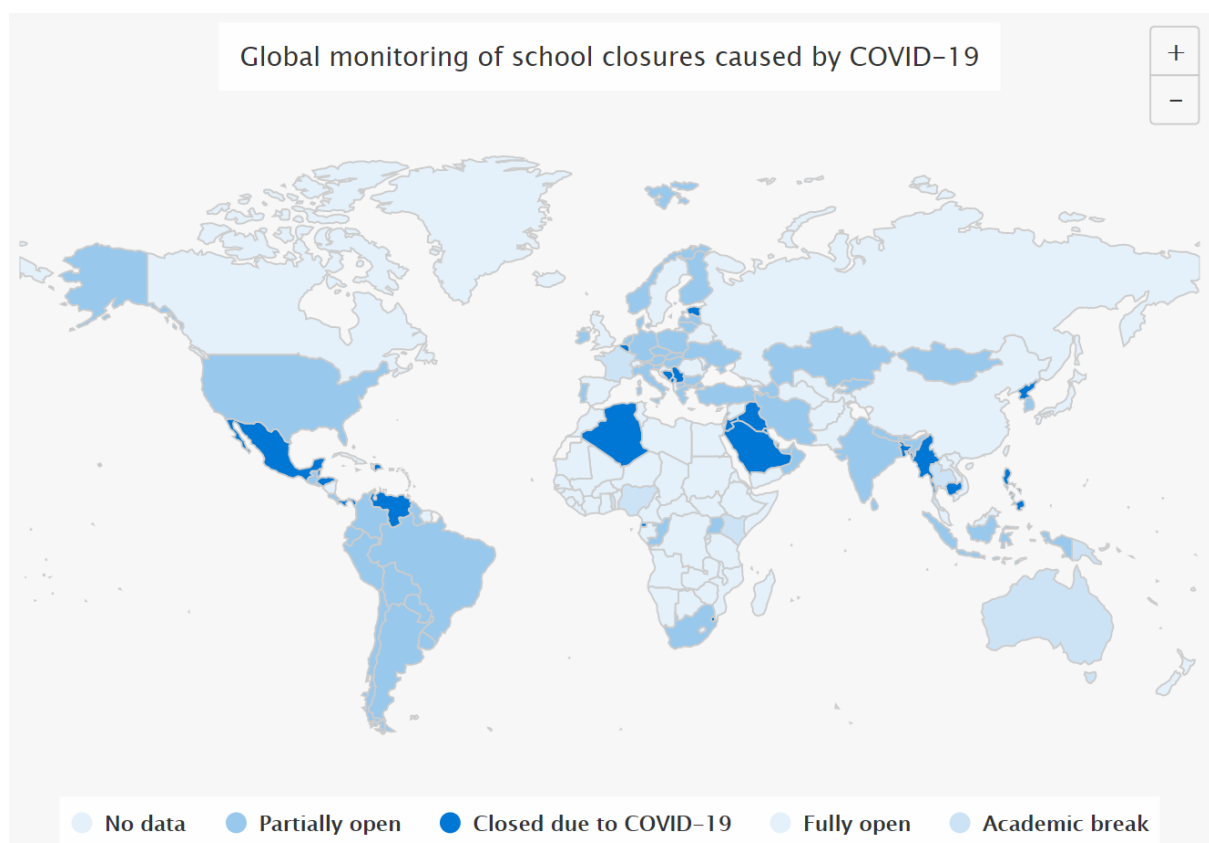 Global monitoring of school closures caused by COVID-19
+
−
No data Partially open Closed due to COVID-19 Fully open Academic break